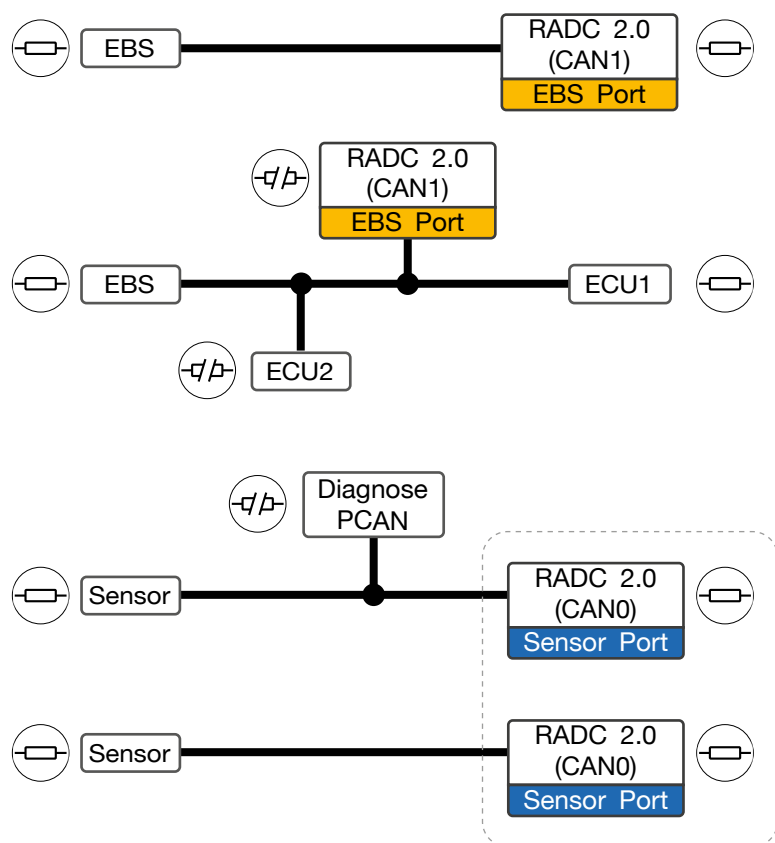 EBS
RADC 2.0
(CAN1)
EBS Port
RADC 2.0
(CAN1)
EBS Port
EBS
ECU1
ECU2
Diagnose
PCAN
Sensor
RADC 2.0
(CAN0)
Sensor Port
Sensor
RADC 2.0
(CAN0)
Sensor Port